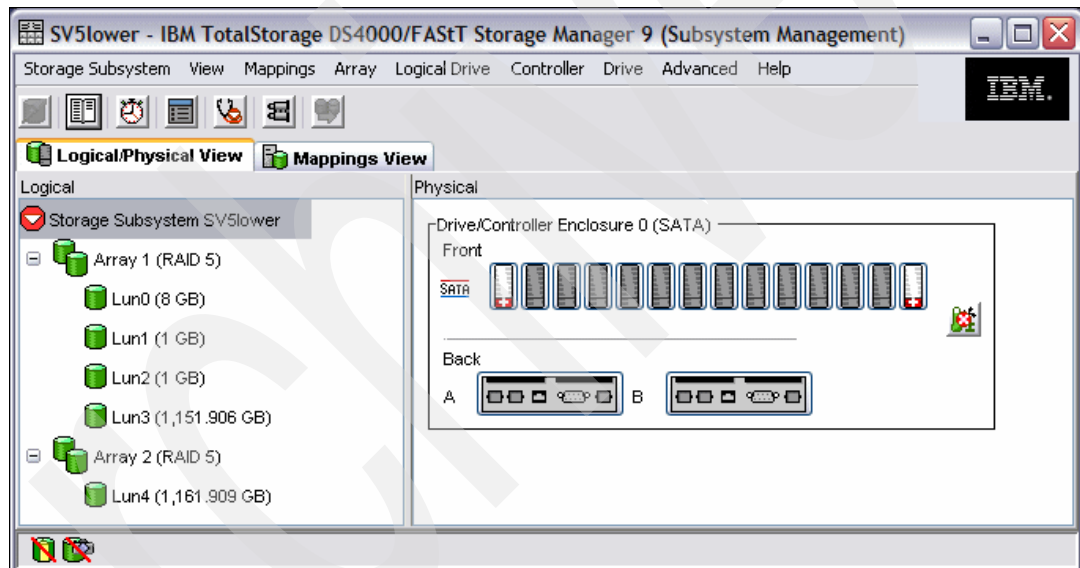 SV5lower - IBM TotalStorage DS4000/FAStT Storage Manager 9 (Subsystem Management)
Storage Subsystem View Mappings Array Logical Drive Controller Drive Advanced Help
IBM.
Logical/Physical View Mappings View
Logical
Storage Subsystem SV5lower
Array 1 (RAID 5)
Lun0 (8 GB)
Lun1 (1 GB)
Lun2 (1 GB)
Lun3 (1,151.906 GB)
Array 2 (RAID 5)
Lun4 (1,161.909 GB)
Physical
Drive/Controller Enclosure 0 (SATA)
Front
SATA
Back
A B